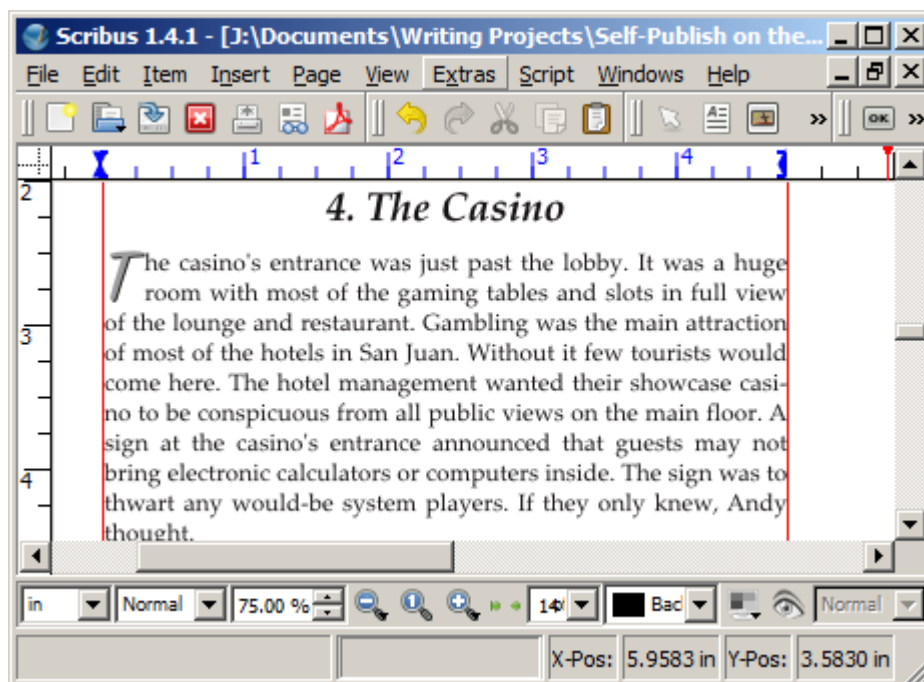 Scribus 1.4.1 - [J:\Documents\Writing Projects\Self-Publish on the...
File Edit Item Insert Page View Extras Script Windows Help
OK
1 2 3 4
2
4. The Casino
The casino's entrance was just past the lobby. It was a huge
room with most of the gaming tables and slots in full view
3
of the lounge and restaurant. Gambling was the main attraction
of most of the hotels in San Juan. Without it few tourists would
come here. The hotel management wanted their showcase casi-
no to be conspicuous from all public views on the main floor. A
sign at the casino's entrance announced that guests may not
4
bring electronic calculators or computers inside. The sign was to
thwart any would-be system players. If they only knew, Andy
thought.
in Normal 75.00 % 1 14 Bac Normal
X-Pos: 5.9583 in Y-Pos: 3.5830 in